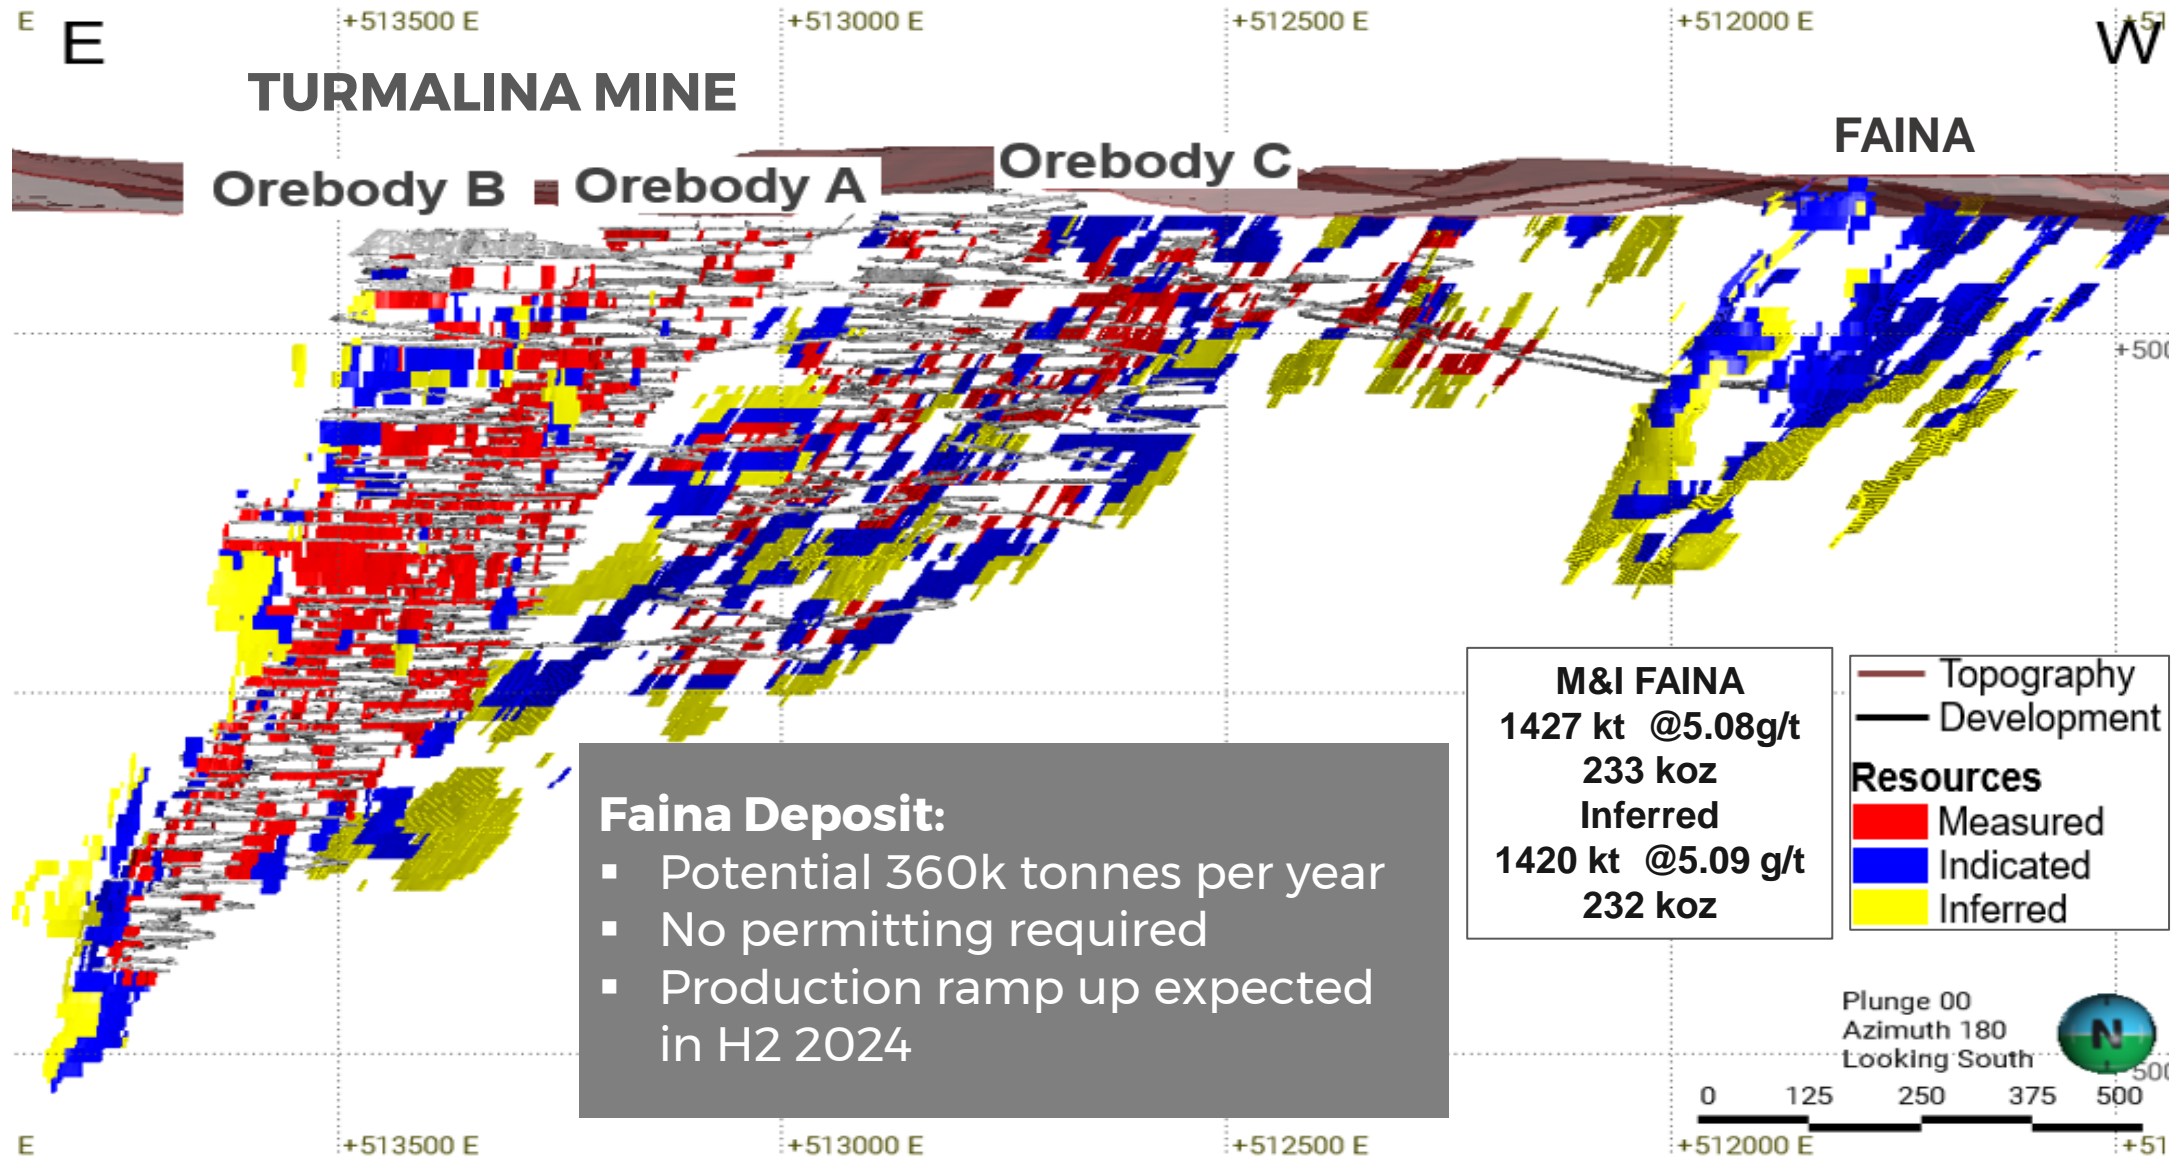 E +513500 E +513000 E +512500 E +512000 E
E W
TURMALINA MINE
FAINA
Orebody B Orebody A Orebody C
M&I FAINA
1427 kt @5.08g/t
233 koz
Inferred
1420 kt @5.09 g/t
232 koz
Topography
Development
Resources
Measured
Indicated
Inferred
Faina Deposit:
▪ Potential 360k tonnes per year
▪ No permitting required
▪ Production ramp up expected
in H2 2024
Plunge 00
Azimuth 180
Looking South
N
0 125 250 375 500
E +513500 E +513000 E +512500 E +512000 E